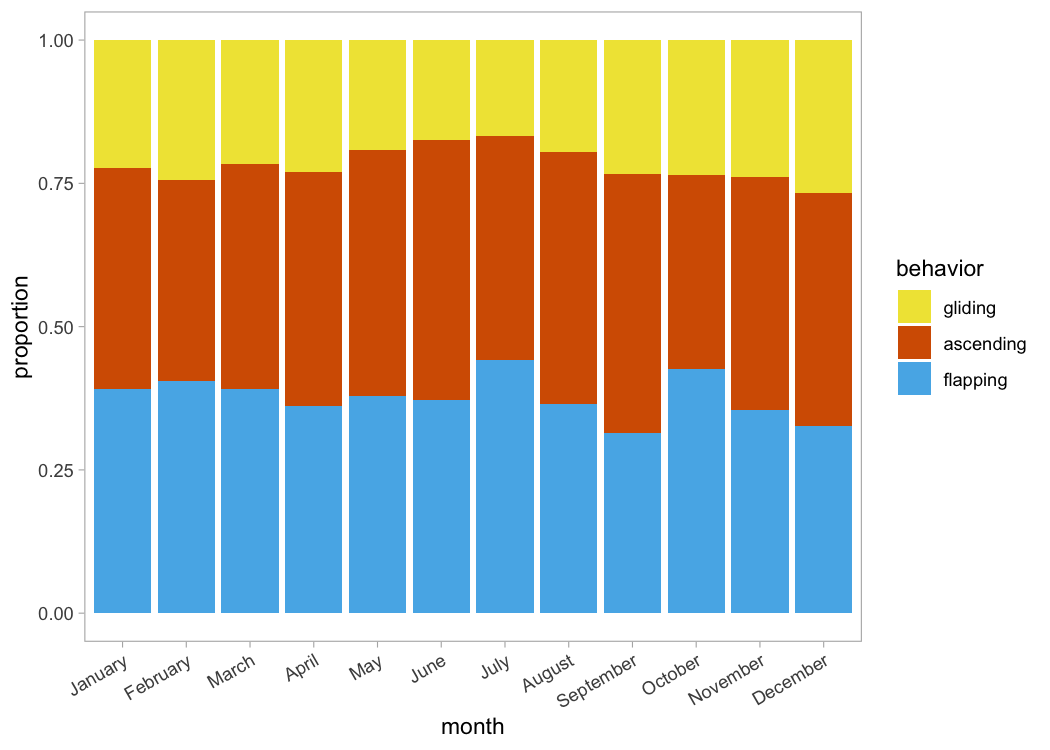 1.00
0.75
0.50
0.25
0.00
proportion
January
February
March
April
May
June
July
August
September
October
November
December
month
behavior
gliding
ascending
flapping